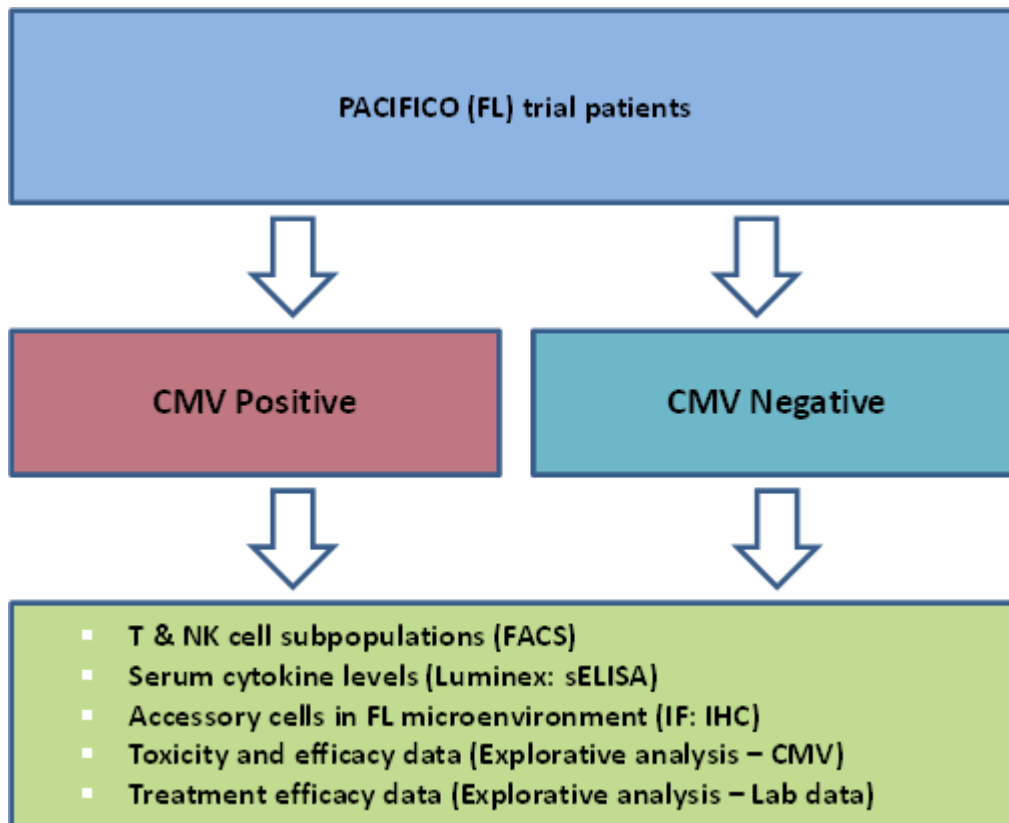 PACIFICO (FL) trial patients
CMV Positive
CMV Negative
▪ T & NK cell subpopulations (FACS)
▪ Serum cytokine levels (Luminex: sELISA)
▪ Accessory cells in FL microenvironment (IF: IHC)
▪ Toxicity and efficacy data (Explorative analysis – CMV)
▪ Treatment efficacy data (Explorative analysis – Lab data)